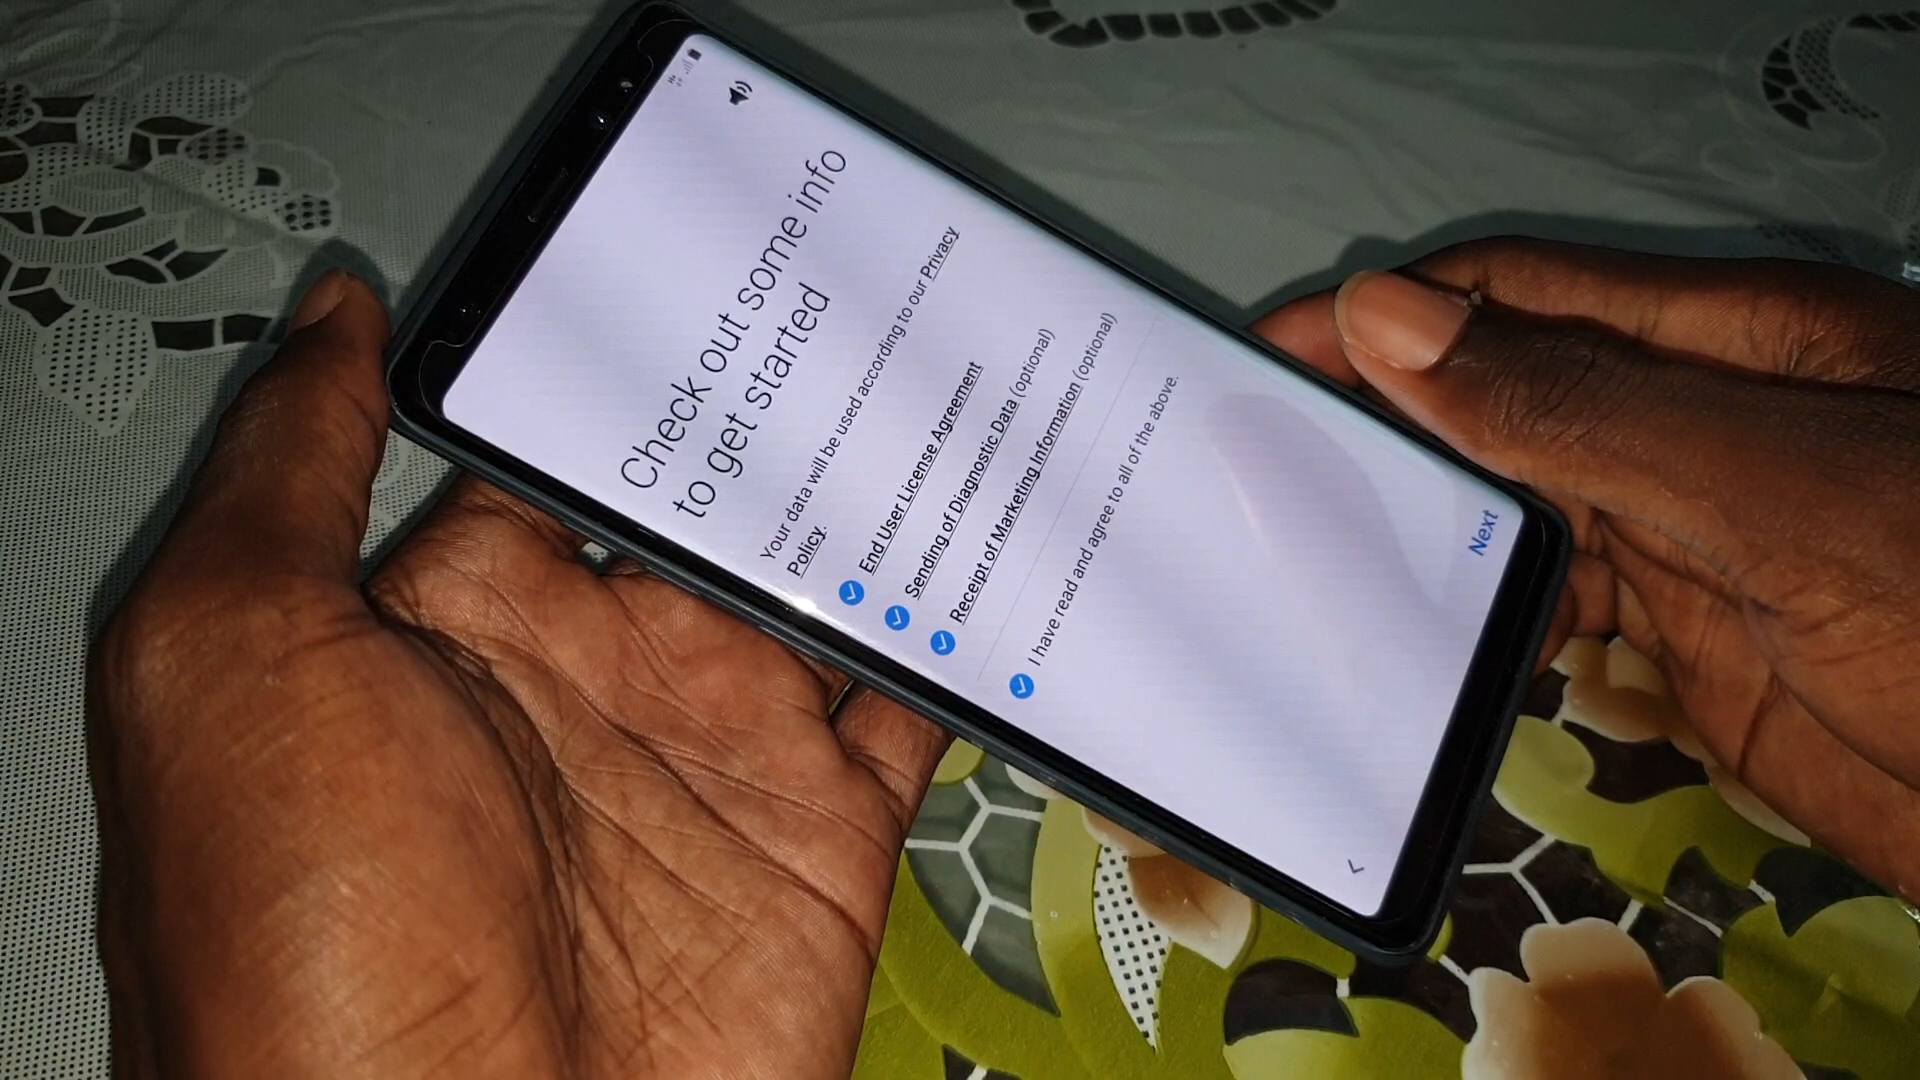 Check out some info
to get started
Your data will be used according to our Privacy
Policy.
End User License Agreement
Sending of Diagnostic Data (optional)
Receipt of Marketing Information (optional)
I have read and agree to all of the above.
Next